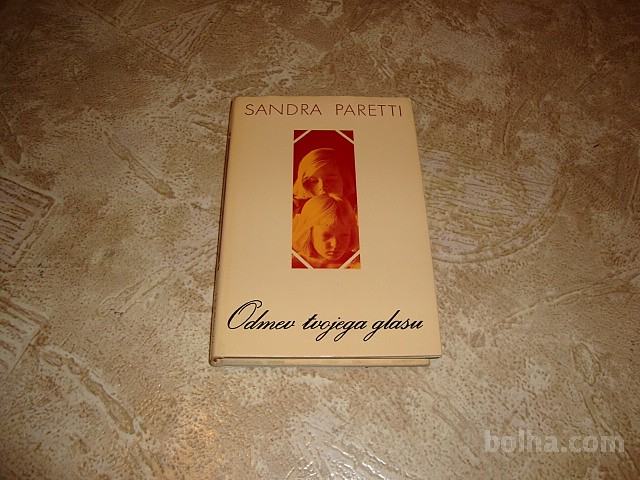 SANDRA PARETTI
Odmev tvojega glasu
bolha.com